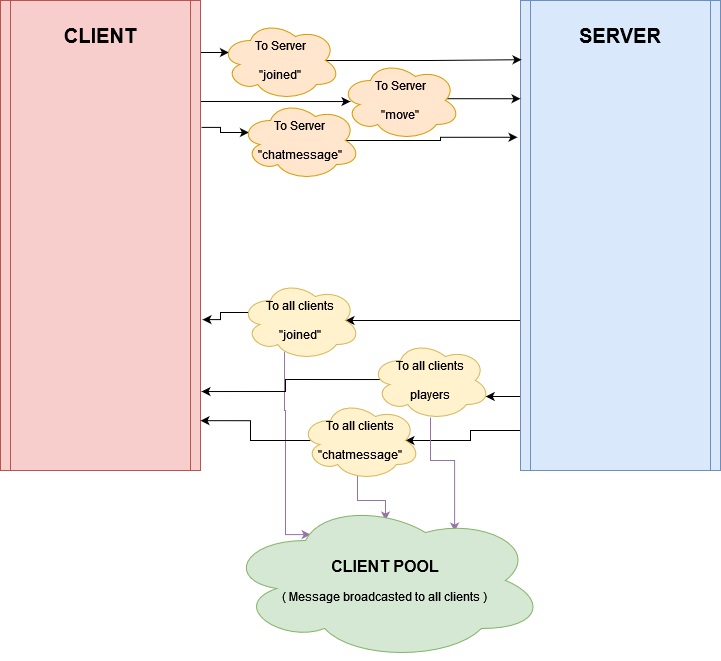 CLIENT
SERVER
To Server
"joined"
To Server
"move"
To Server
"chatmessage"
To all clients
"joined"
To all clients
players
To all clients
"chatmessage"
CLIENT POOL
( Message broadcasted to all clients )